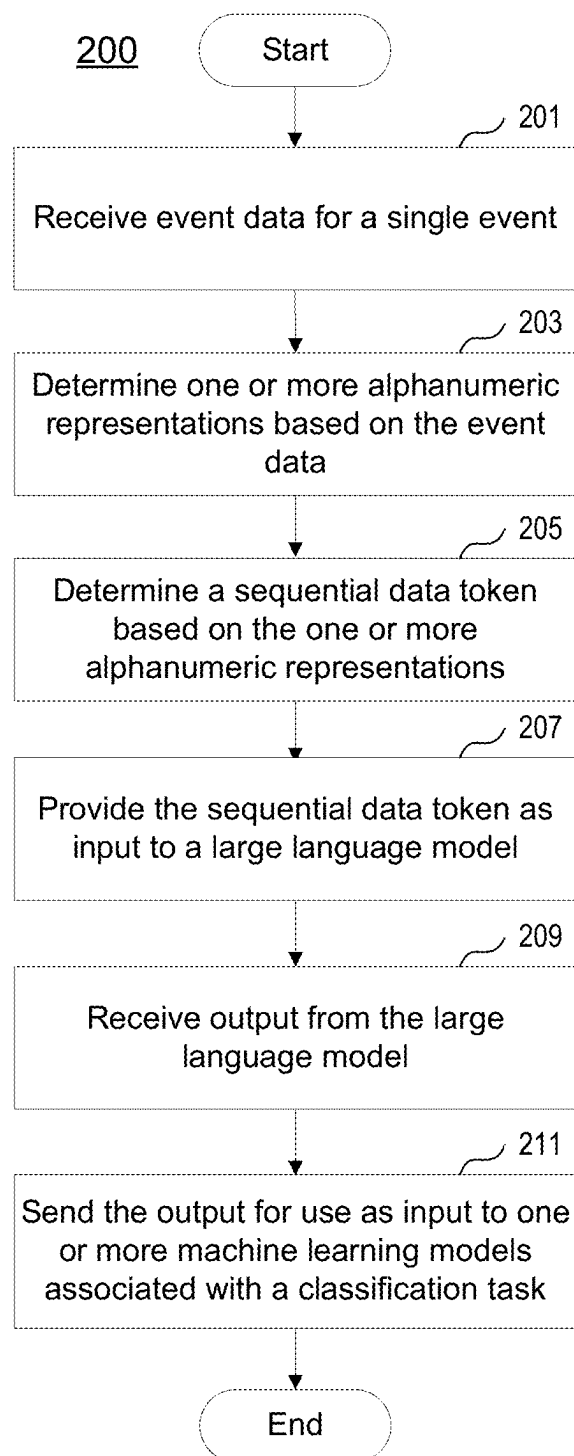 200
Start
201
Receive event data for a single event
203
Determine one or more alphanumeric
representations based on the event
data
205
Determine a sequential data token
based on the one or more
alphanumeric representations
207
Provide the sequential data token as
input to a large language model
209
Receive output from the large
language model
211
Send the output for use as input to one
or more machine learning models
associated with a classification task
End